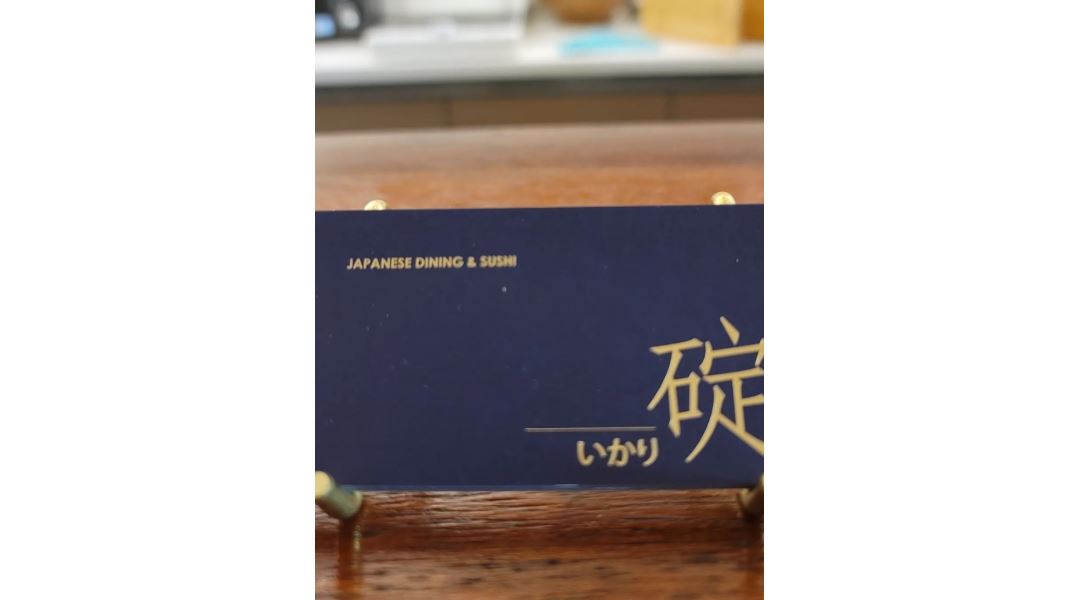 JAPANESE DINING & SUSHI
碇
いかり